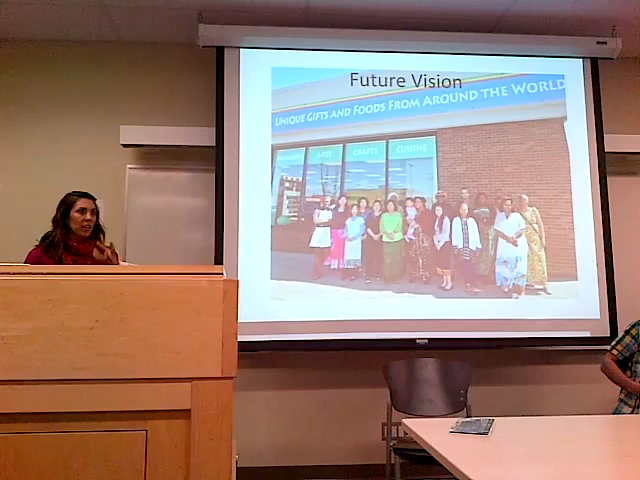 Future Vision
UNIQUE GIFTS AND FOODS FROM AROUND THE WORLD
ARTS CRAFTS CUISINE